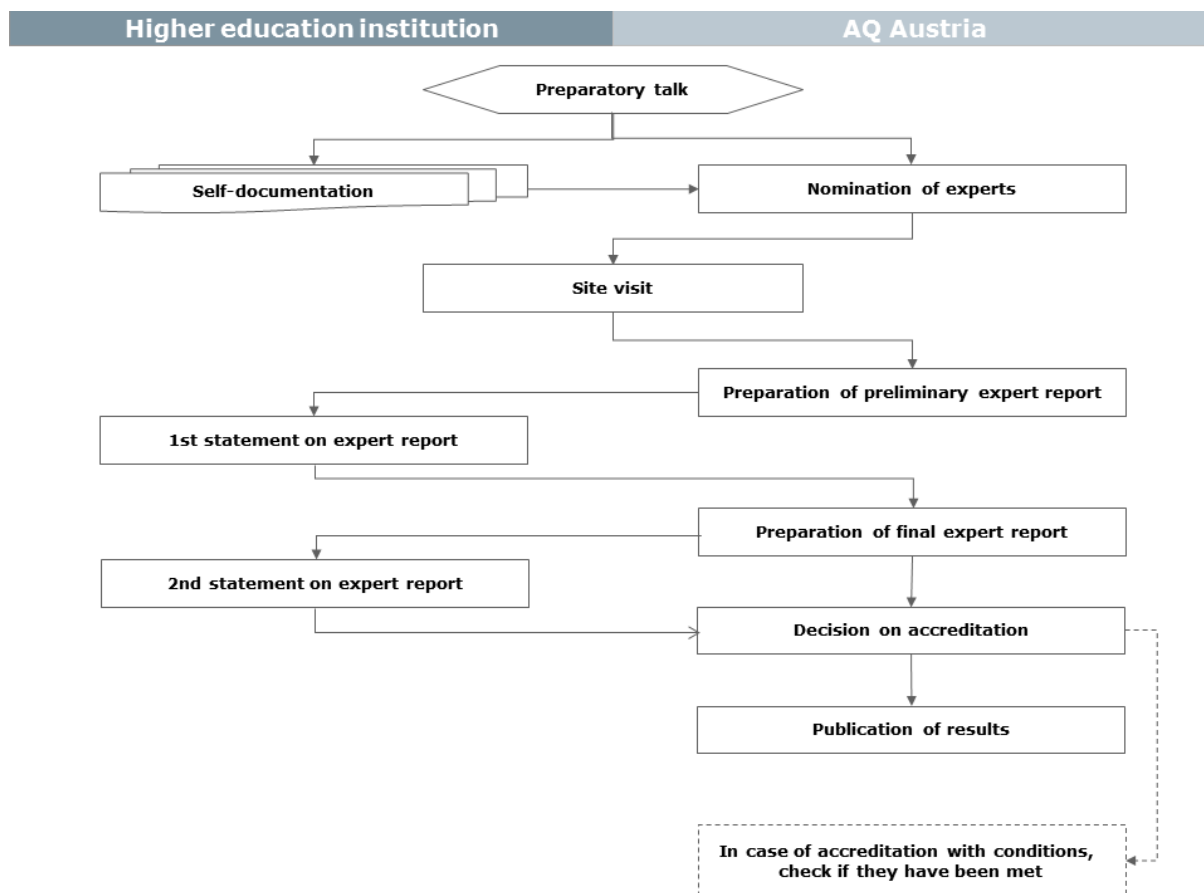 Higher education institution
AQ Austria
Preparatory talk
Self-documentation
Nomination of experts
Site visit
Preparation of preliminary expert report
1st statement on expert report
Preparation of final expert report
2nd statement on expert report
Decision on accreditation
Publication of results
In case of accreditation with conditions,
check if they have been met